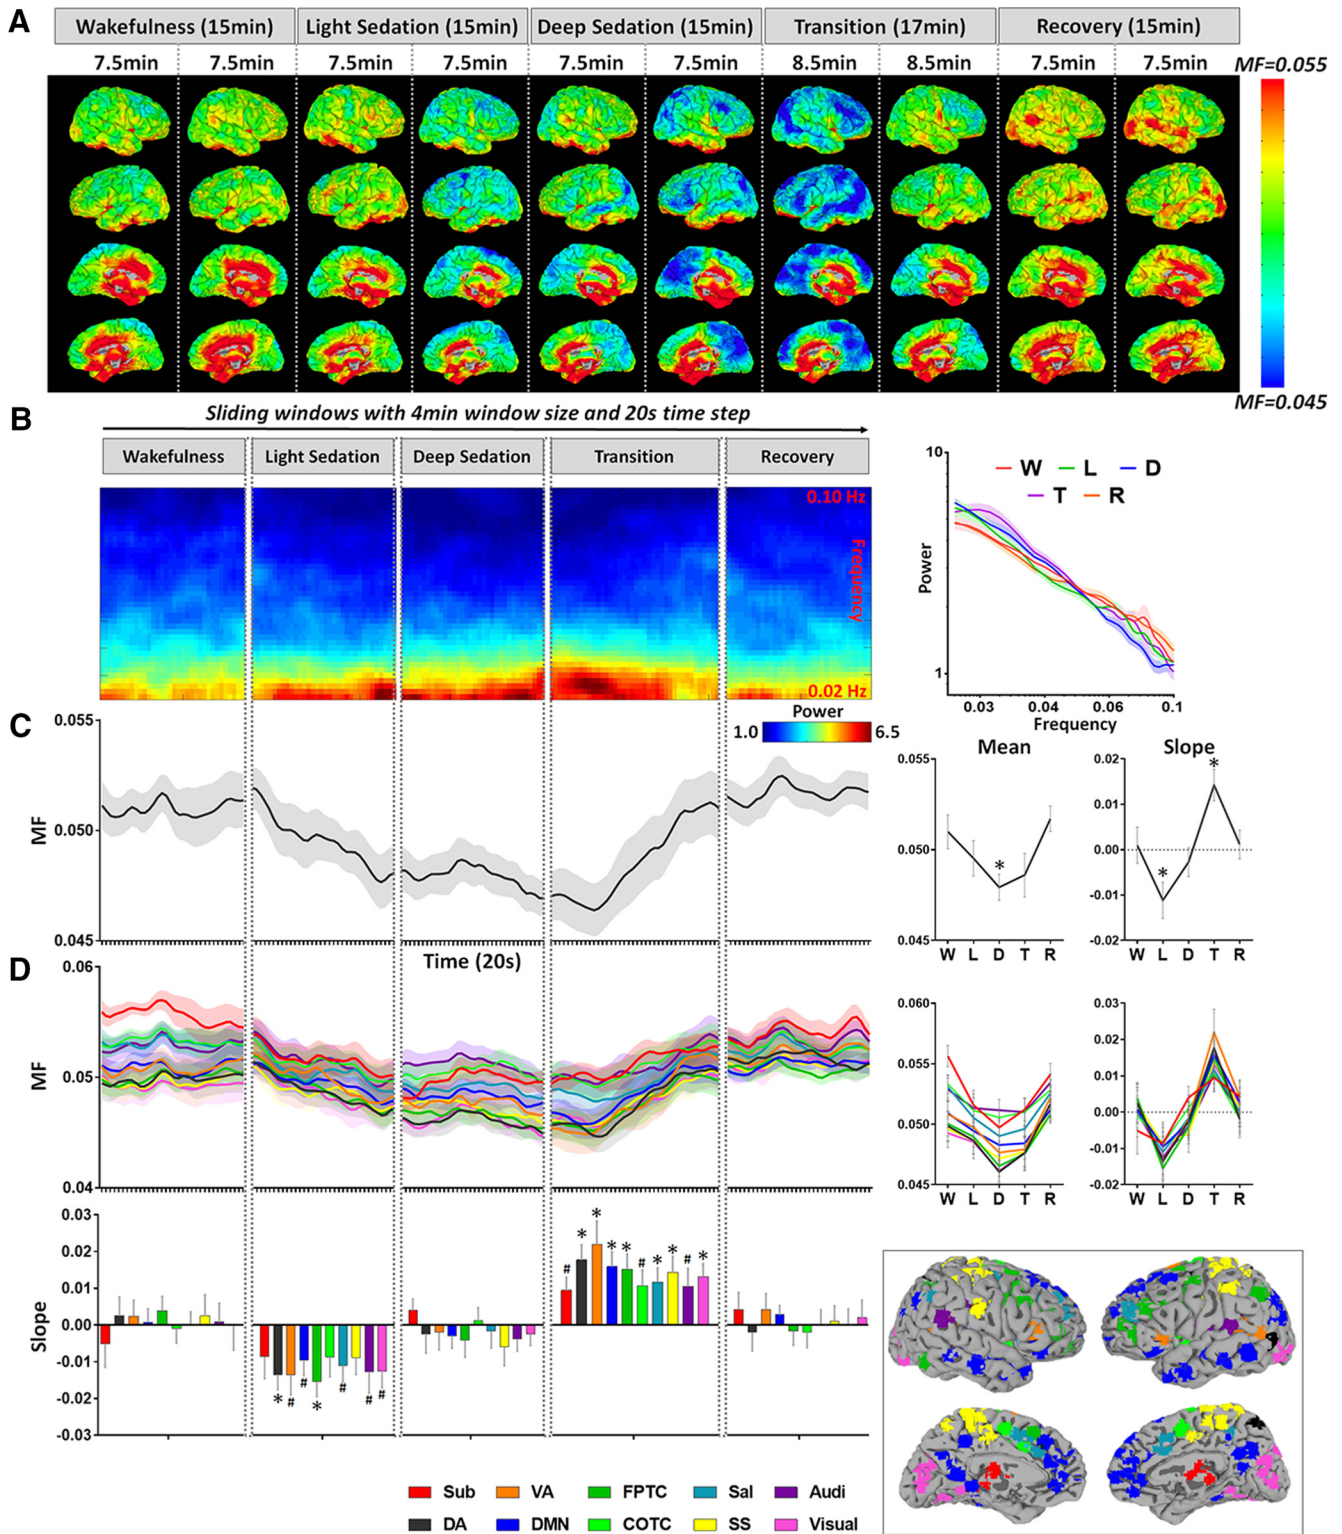 A
Wakefulness (15min) Light Sedation (15min) Deep Sedation (15min) Transition (17min) Recovery (15min)
7.5min 7.5min 7.5min 7.5min 7.5min 7.5min 8.5min 8.5min 7.5min 7.5min
MF=0.055
MF=0.045
B
Sliding windows with 4min window size and 20s time step
Wakefulness Light Sedation Deep Sedation Transition Recovery
0.10 Hz
Frequency
0.02 Hz
Power
1.0 6.5
10
W L D
T R
Power
1
0.03 0.04 0.06 0.1
Frequency
C
0.055
MF
0.050
0.045
Time (20s)
Mean
0.055
0.050
*
0.045
W L D T R
Slope
0.02
0.01
0.00
-0.01
-0.02
*
*
W L D T R
D
0.06
MF
0.05
0.04
0.060
0.055
0.050
0.045
W L D T R
0.03
0.02
0.01
0.00
-0.01
-0.02
W L D T R
0.03
0.02
0.01
Slope
0.00
-0.01
-0.02
-0.03
* # # * # # #
# * * * * # * * # *
Sub VA FPTC Sal Audi
DA DMN COTC SS Visual